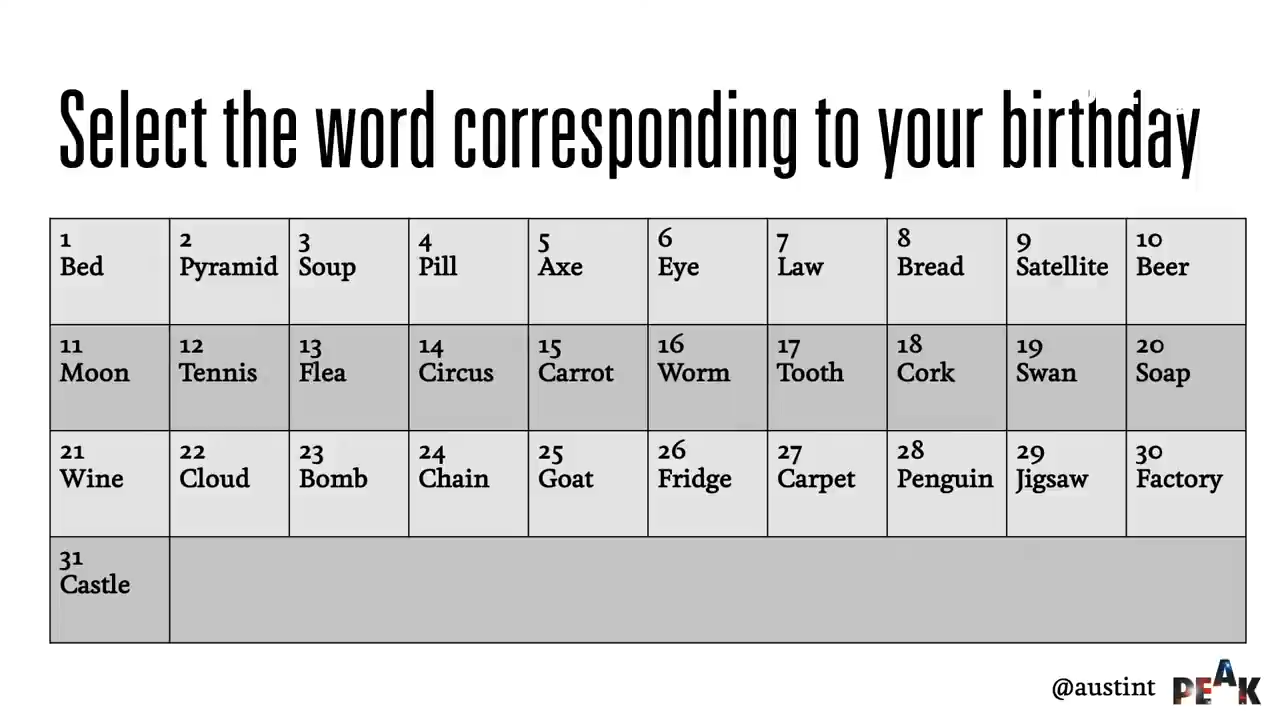 Select the word corresponding to your birthday
1 2 3 4 5 6 7 8 9 10
Bed Pyramid Soup Pill Axe Eye Law Bread Satellite Beer
11 12 13 14 15 16 17 18 19 20
Moon Tennis Flea Circus Carrot Worm Tooth Cork Swan Soap
21 22 23 24 25 26 27 28 29 30
Wine Cloud Bomb Chain Goat Fridge Carpet Penguin Jigsaw Factory
31
Castle
@austint PEAK